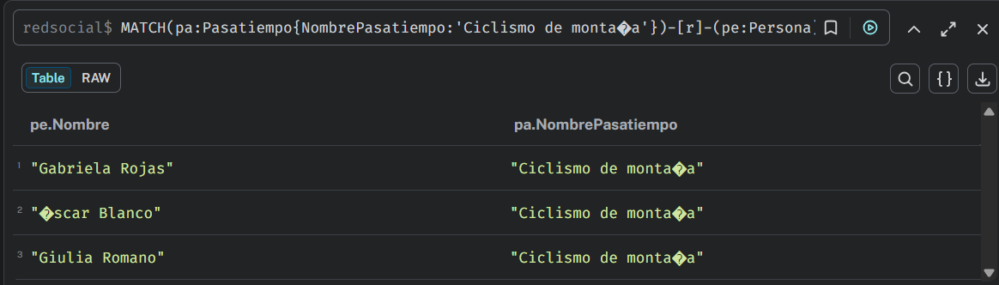 redsocial$ MATCH(pa:Pasatiempo{NombrePasatiempo:'Ciclismo de monta�a'})-[r]-(pe:Persona)
Table RAW
pe.Nombre pa.NombrePasatiempo
1 "Gabriela Rojas" "Ciclismo de monta�a"
2 "�scar Blanco" "Ciclismo de monta�a"
3 "Giulia Romano" "Ciclismo de monta�a"